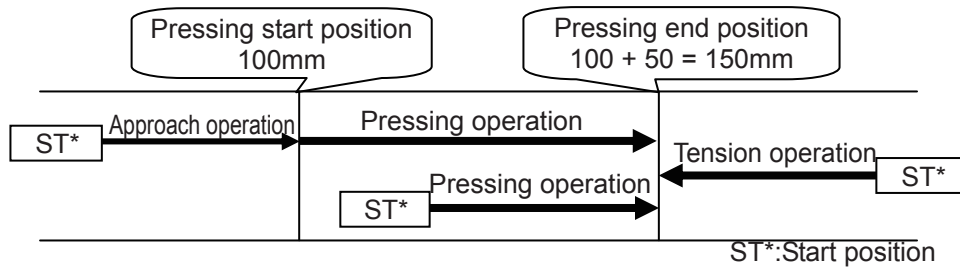 Pressing start position
100mm
Pressing end position
100 + 50 = 150mm
Approach operation
Pressing operation
ST*
Tension operation
ST*
Pressing operation
ST*
ST*:Start position